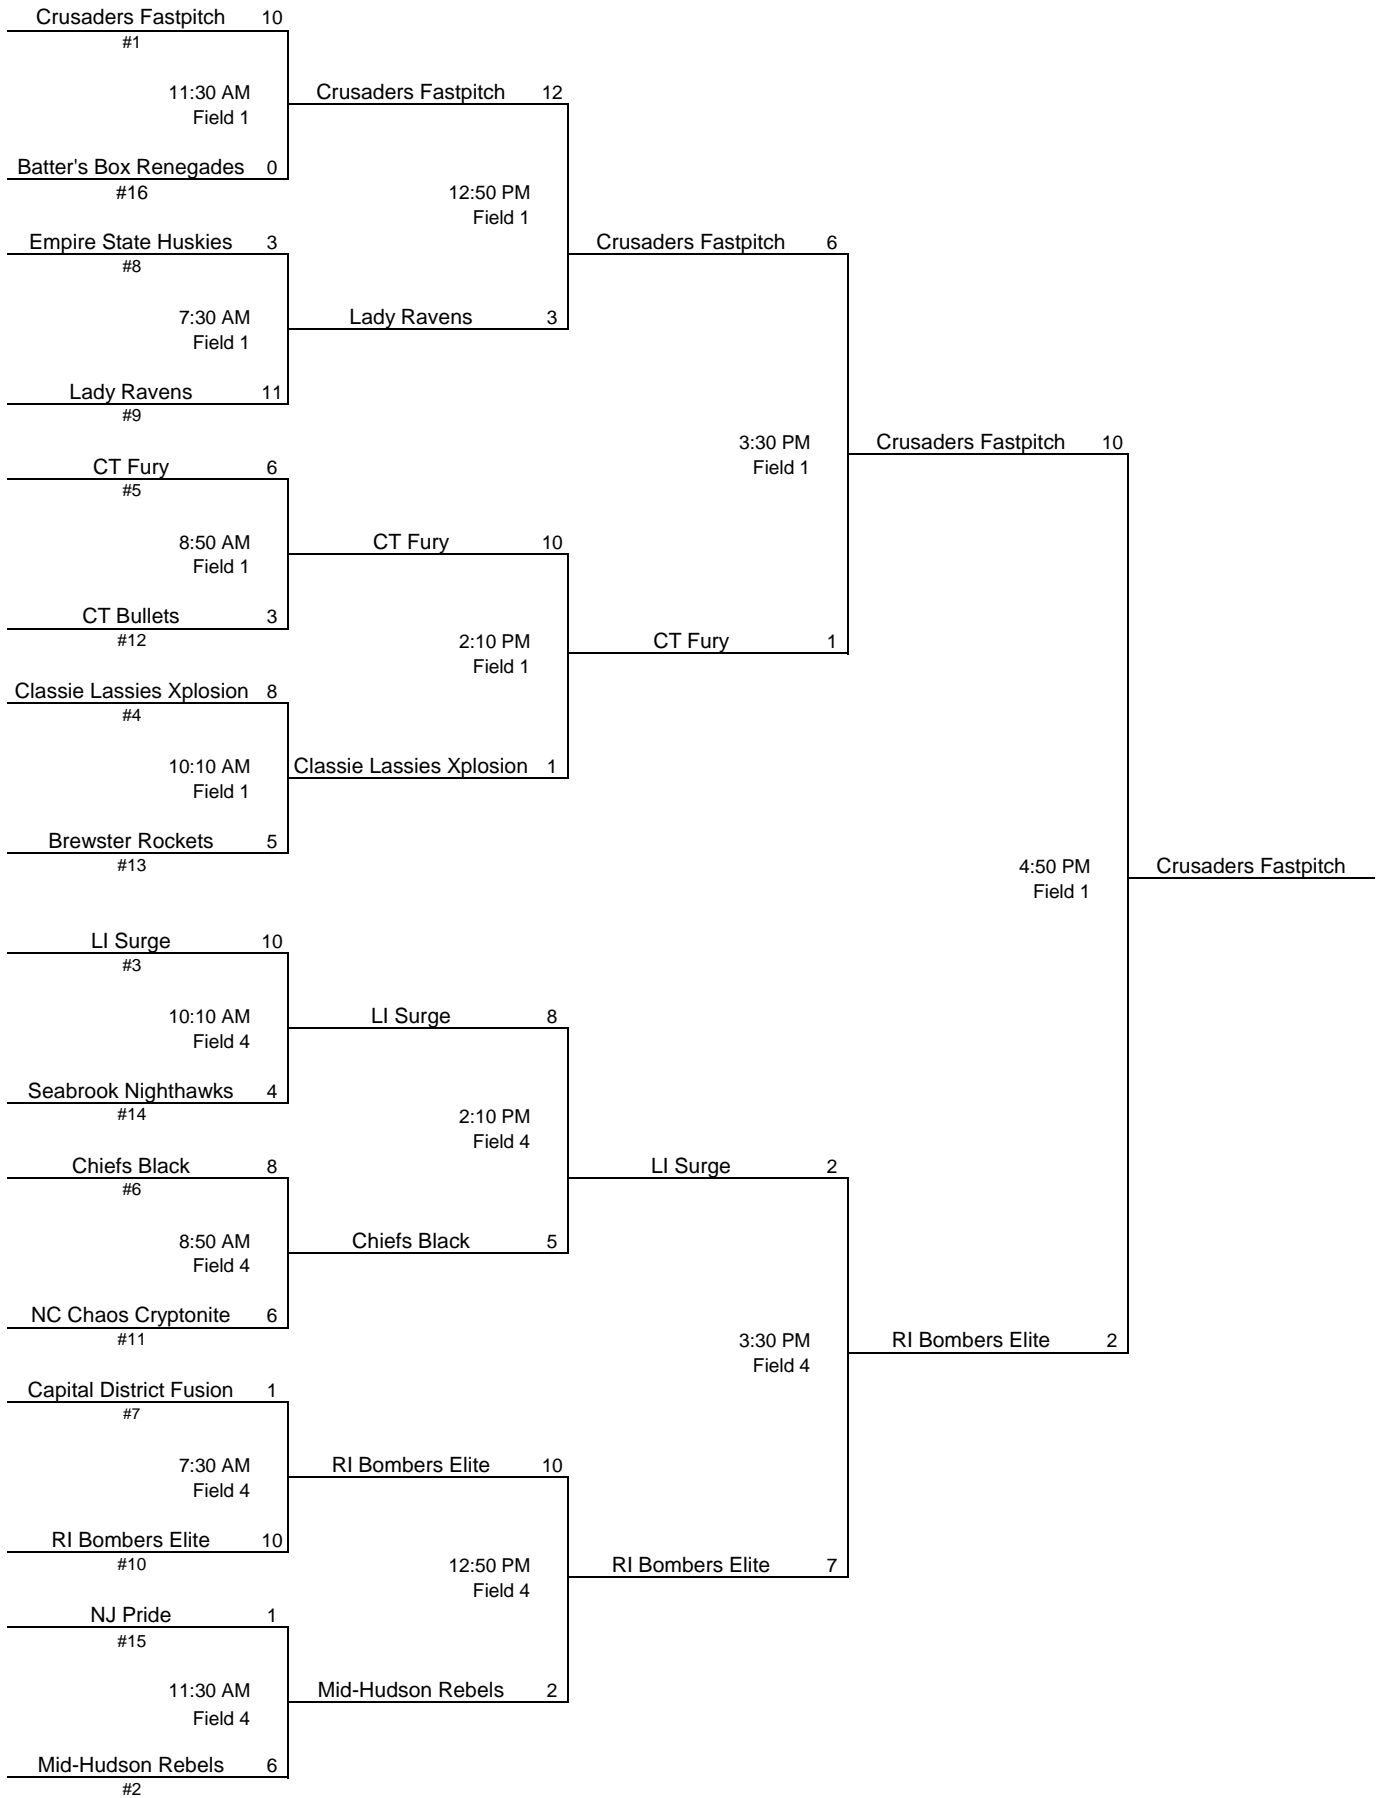 Crusaders Fastpitch 10
#1
11:30 AM
Field 1
Batter's Box Renegades 0
#16
Empire State Huskies 3
#8
7:30 AM
Field 1
Lady Ravens 11
#9
CT Fury 6
#5
8:50 AM
Field 1
CT Bullets 3
#12
Classie Lassies Xplosion 8
#4
10:10 AM
Field 1
Brewster Rockets 5
#13
LI Surge 10
#3
10:10 AM
Field 4
Seabrook Nighthawks 4
#14
Chiefs Black 8
#6
8:50 AM
Field 4
NC Chaos Cryptonite 6
#11
Capital District Fusion 1
#7
7:30 AM
Field 4
RI Bombers Elite 10
#10
NJ Pride 1
#15
11:30 AM
Field 4
Mid-Hudson Rebels 6
#2
Crusaders Fastpitch 12
12:50 PM
Field 1
Lady Ravens 3
CT Fury 10
2:10 PM
Field 1
Classie Lassies Xplosion 1
LI Surge 8
2:10 PM
Field 4
Chiefs Black 5
RI Bombers Elite 10
12:50 PM
Field 4
Mid-Hudson Rebels 2
Crusaders Fastpitch 6
3:30 PM
Field 1
CT Fury 1
LI Surge 2
3:30 PM
Field 4
RI Bombers Elite 7
Crusaders Fastpitch 10
4:50 PM
Field 1
RI Bombers Elite 2
Crusaders Fastpitch